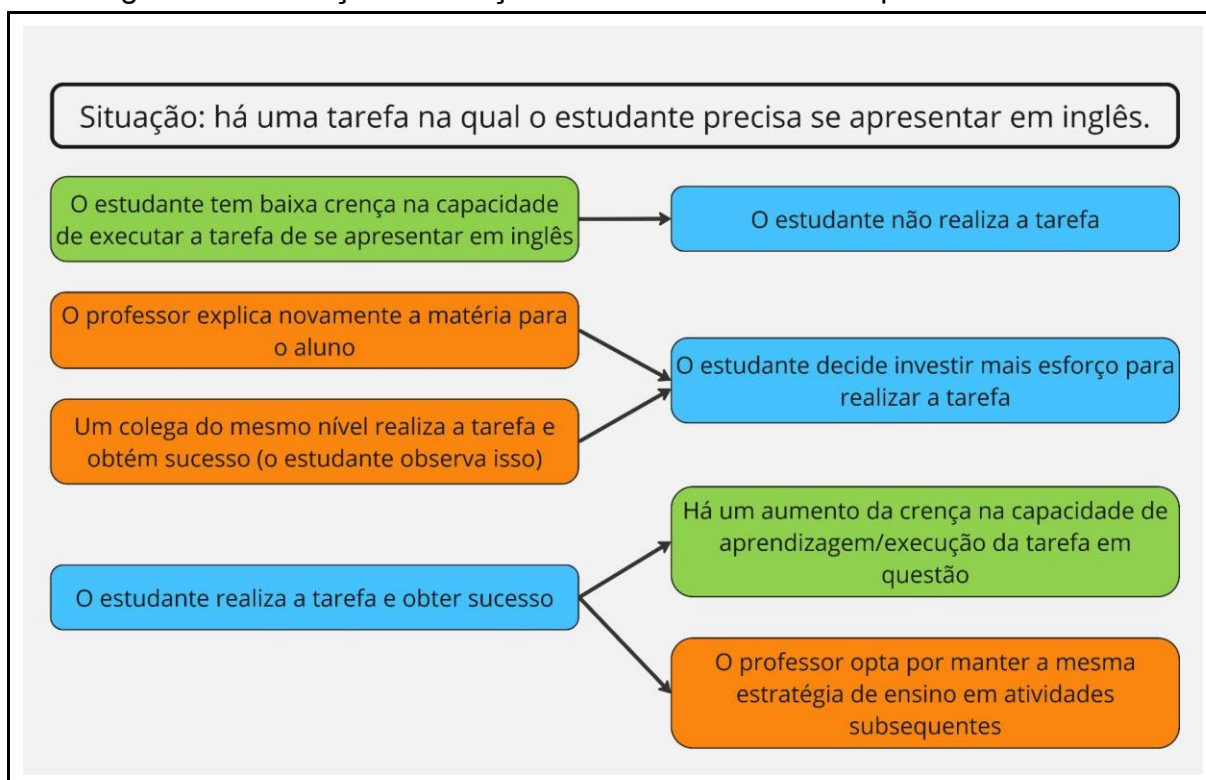 Situação: há uma tarefa na qual o estudante precisa se apresentar em inglês.
O estudante tem baixa crença na capacidade
de executar a tarefa de se apresentar em inglês
O estudante não realiza a tarefa
O professor explica novamente a matéria para
o aluno
Um colega do mesmo nível realiza a tarefa e
obtém sucesso (o estudante observa isso)
O estudante decide investir mais esforço para
realizar a tarefa
O estudante realiza a tarefa e obter sucesso
Há um aumento da crença na capacidade de
aprendizagem/execução da tarefa em
questão
O professor opta por manter a mesma
estratégia de ensino em atividades
subsequentes